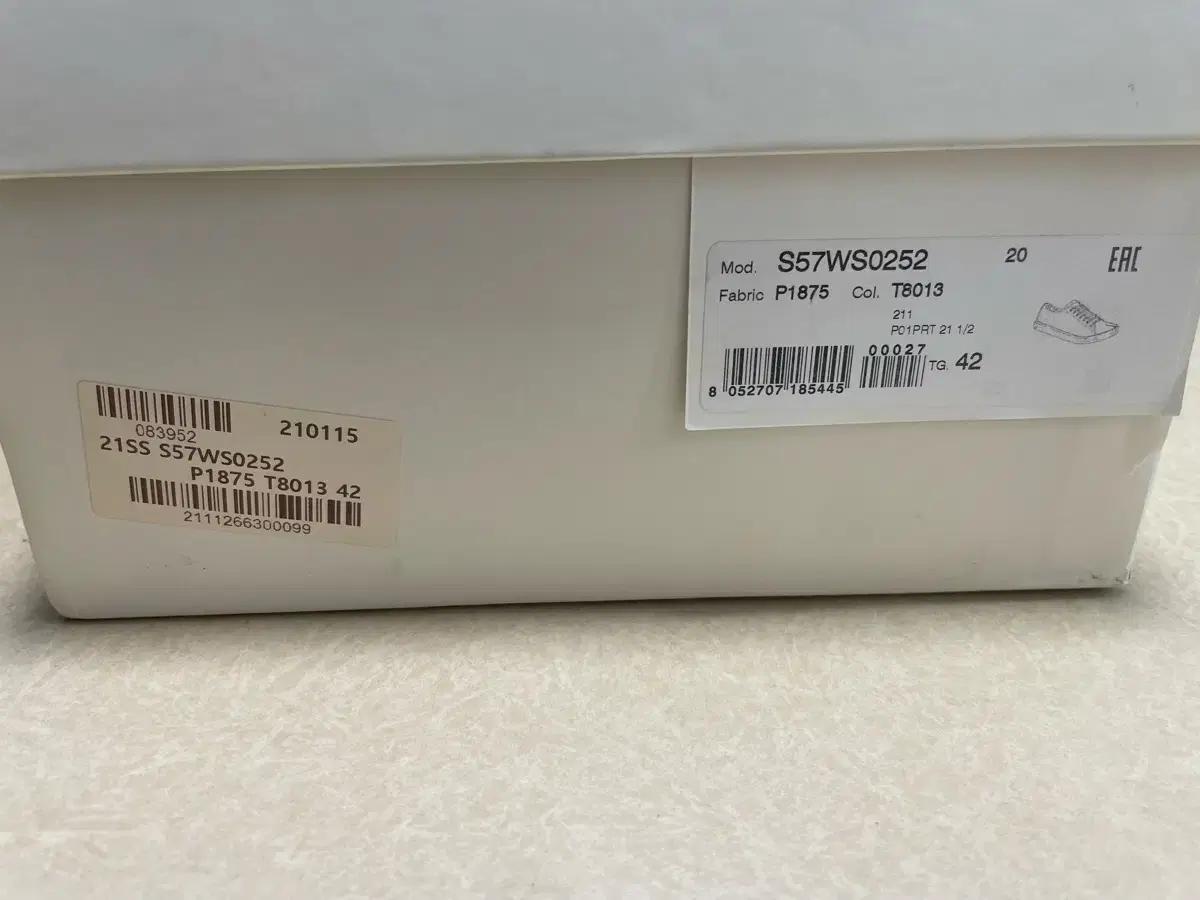 Mod. S57WS0252 20 EAC
Fabric P1875 Col. T8013
211
P01PRT 21 1/2
00027
8 052707 185445
TG. 42
083952
210115
21SS S57WS0252
P1875 T8013 42
2111266300099